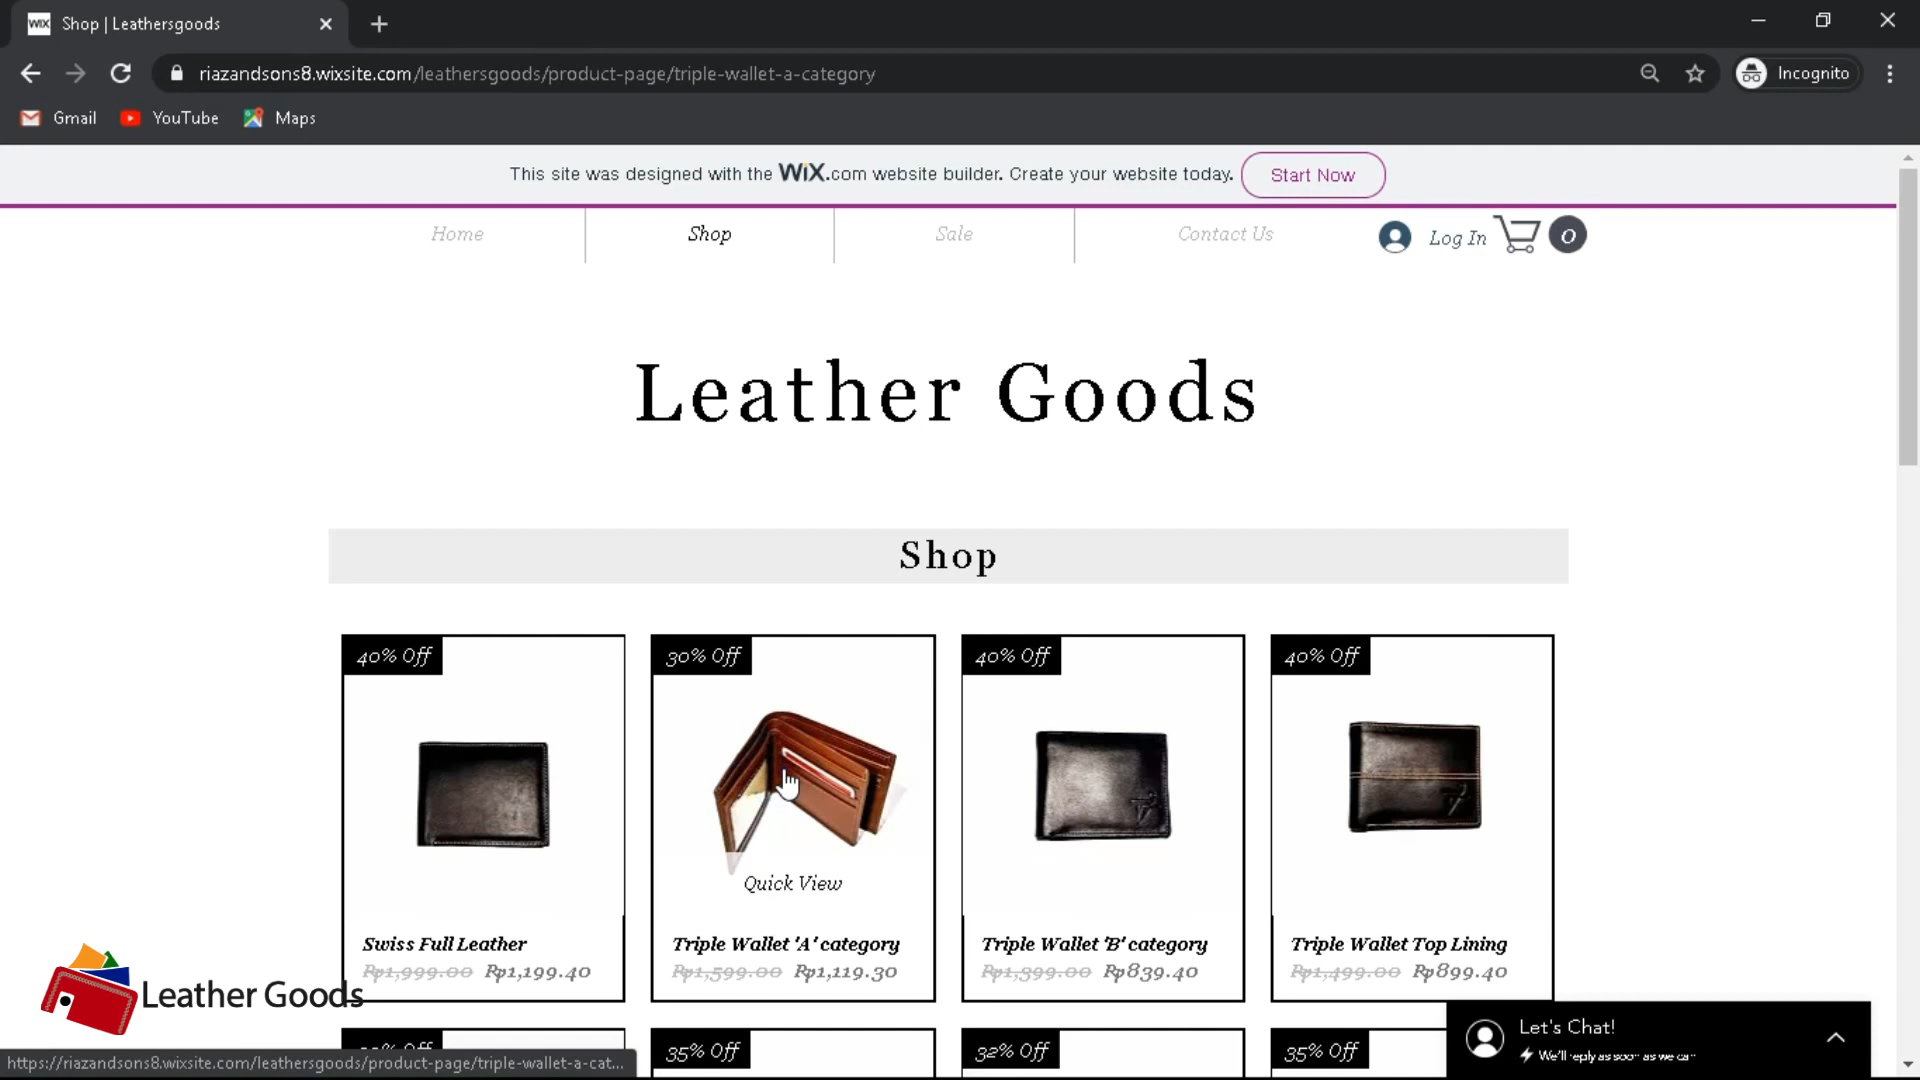 WiX Shop | Leathersgoods
riazandsons8.wixsite.com/leathersgoods/product-page/triple-wallet-a-category
Incognito
Gmail YouTube Maps
This site was designed with the WiX.com website builder. Create your website today. Start Now
Home Shop Sale Contact Us Log In 0
Leather Goods
Shop
40% Off 30% Off 40% Off 40% Off
Quick View
Swiss Full Leather Triple Wallet 'A' category Triple Wallet 'B' category Triple Wallet Top Lining
Rp1,999.00 Rp1,199.40 Rp1,599.00 Rp1,119.30 Rp1,399.00 Rp839.40 Rp1,499.00 Rp899.40
Leather Goods
Let's Chat!
We'll reply as soon as we can
35% Off 32% Off 35% Off
https://riazandsons8.wixsite.com/leathersgoods/product-page/triple-wallet-a-cat...